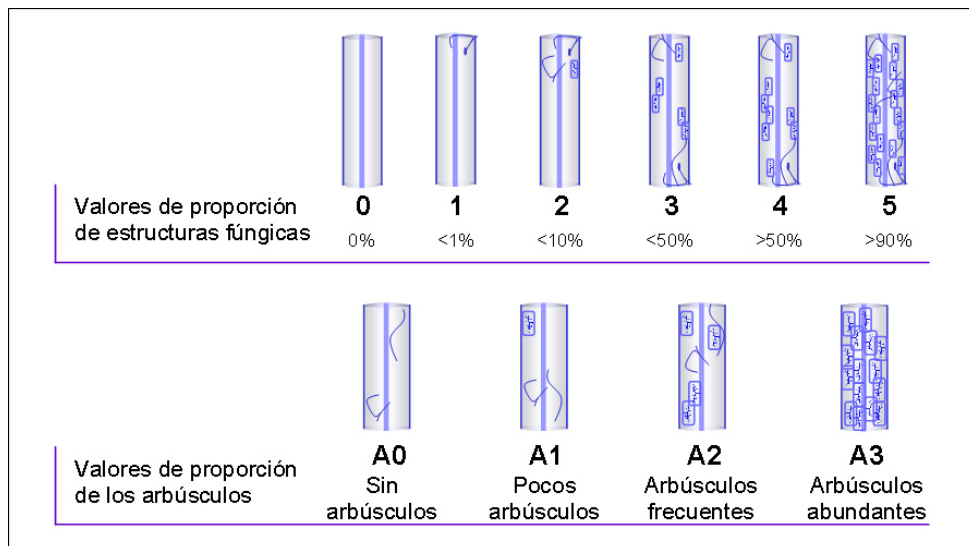 Valores de proporción
de estructuras fúngicas
0 1 2 3 4 5
0% <1% <10% <50% >50% >90%
Valores de proporción
de los arbúsculos
A0 A1 A2 A3
Sin Pocos Arbúsculos Arbúsculos
arbúsculos arbúsculos frecuentes abundantes